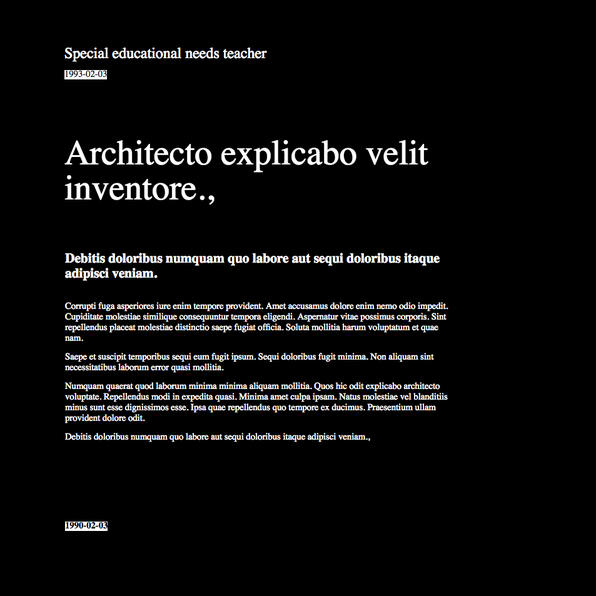 Special educational needs teacher
1993-02-03
Architecto explicabo velit
inventore.,
Debitis doloribus numquam quo labore aut sequi doloribus itaque
adipisci veniam.
Corrupti fuga asperiores iure enim tempore provident. Amet accusamus dolore enim nemo odio impedit.
Cupiditate molestiae similique consequuntur tempora eligendi. Aspernatur vitae possimus corporis. Sint
repellendus placeat molestiae distinctio saepe fugiat officia. Soluta mollitia harum voluptatum et quae
nam.
Saepe et suscipit temporibus sequi eum fugit ipsum. Sequi doloribus fugit minima. Non aliquam sint
necessitatibus laborum error quasi mollitia.
Numquam quaerat quod laborum minima minima aliquam mollitia. Quos hic odit explicabo architecto
voluptate. Repellendus modi in expedita quasi. Minima amet culpa ipsam. Natus molestiae vel blanditiis
minus sunt esse dignissimos esse. Ipsa quae repellendus quo tempore ex ducimus. Praesentium ullam
provident dolore odit.
Debitis doloribus numquam quo labore aut sequi doloribus itaque adipisci veniam.,
1990-02-03